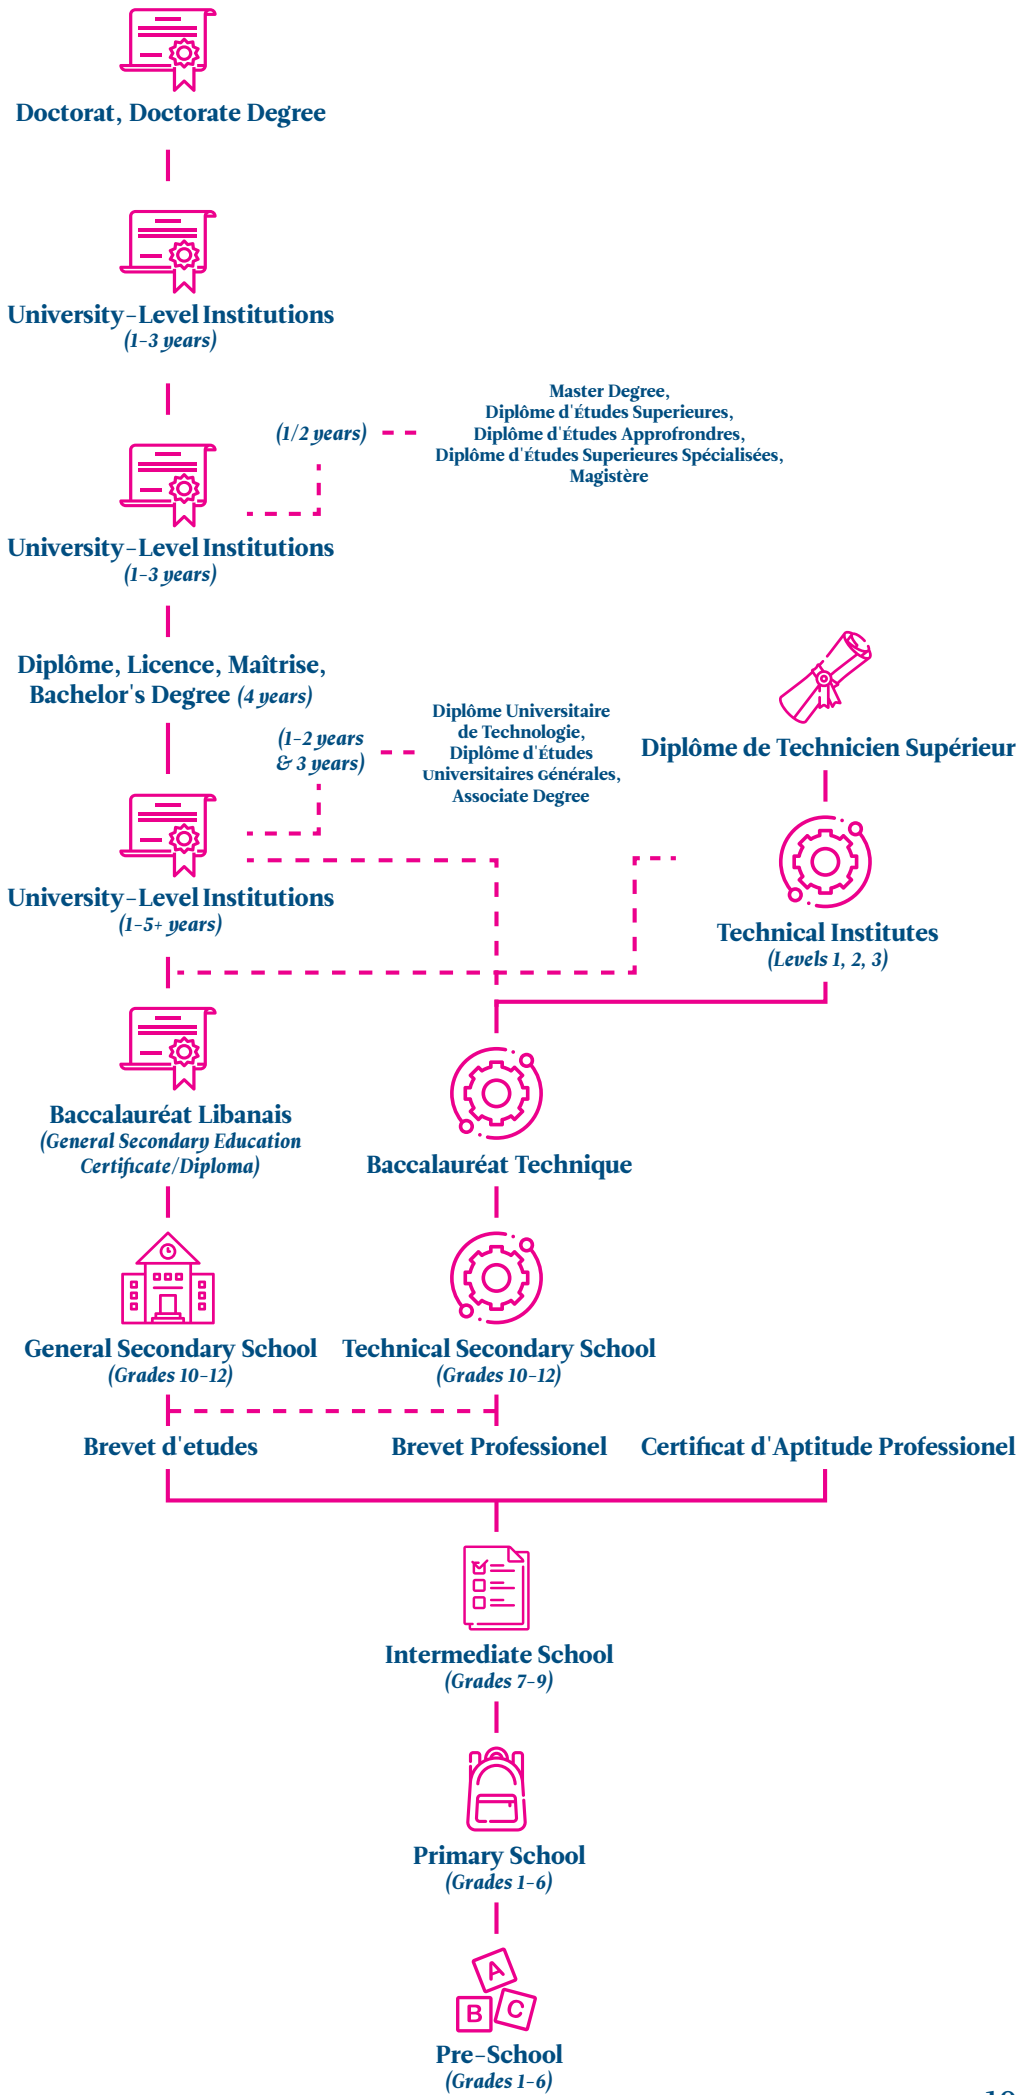 Doctorat, Doctorate Degree
University-Level Institutions
(1-3 years)
(1/2 years)
Master Degree,
Diplôme d'Études Superieures,
Diplôme d'Études Approfrondres,
Diplôme d'Études Superieures Spécialisées,
Magistère
University-Level Institutions
(1-3 years)
Diplôme, Licence, Maîtrise,
Bachelor's Degree (4 years)
(1-2 years
& 3 years)
Diplôme Universitaire
de Technologie,
Diplôme d'Études
Universitaires Générales,
Associate Degree
Diplôme de Technicien Supérieur
University-Level Institutions
(1-5+ years)
Technical Institutes
(Levels 1, 2, 3)
Baccalauréat Libanais
(General Secondary Education
Certificate/Diploma)
Baccalauréat Technique
General Secondary School
(Grades 10-12)
Technical Secondary School
(Grades 10-12)
Brevet d'etudes
Brevet Professionel
Certificat d'Aptitude Professionel
Intermediate School
(Grades 7-9)
Primary School
(Grades 1-6)
A
B
C
Pre-School
(Grades 1-6)